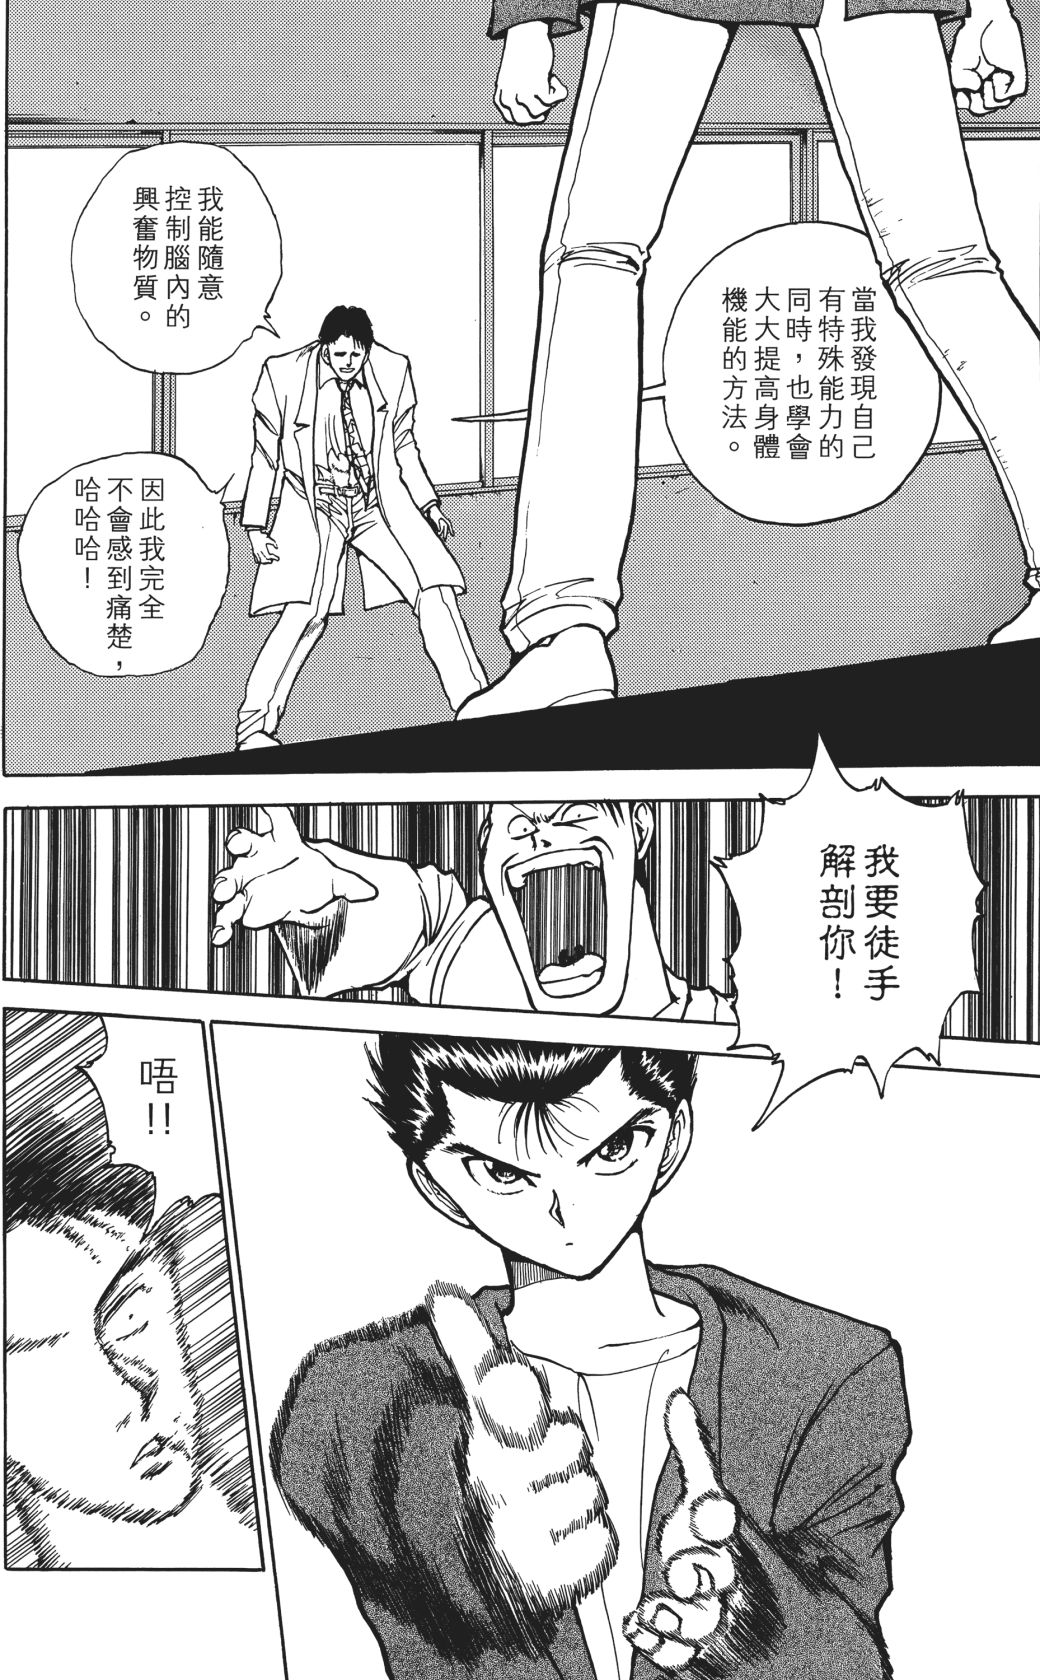 當我發現自己
有特殊能力的
同時，也學會
大大提高身體
機能的方法。
我能隨意
控制腦內的
興奮物質。
因此我完全
不會感到痛楚，
哈哈哈！
我要徒手
解剖你！
唔!!